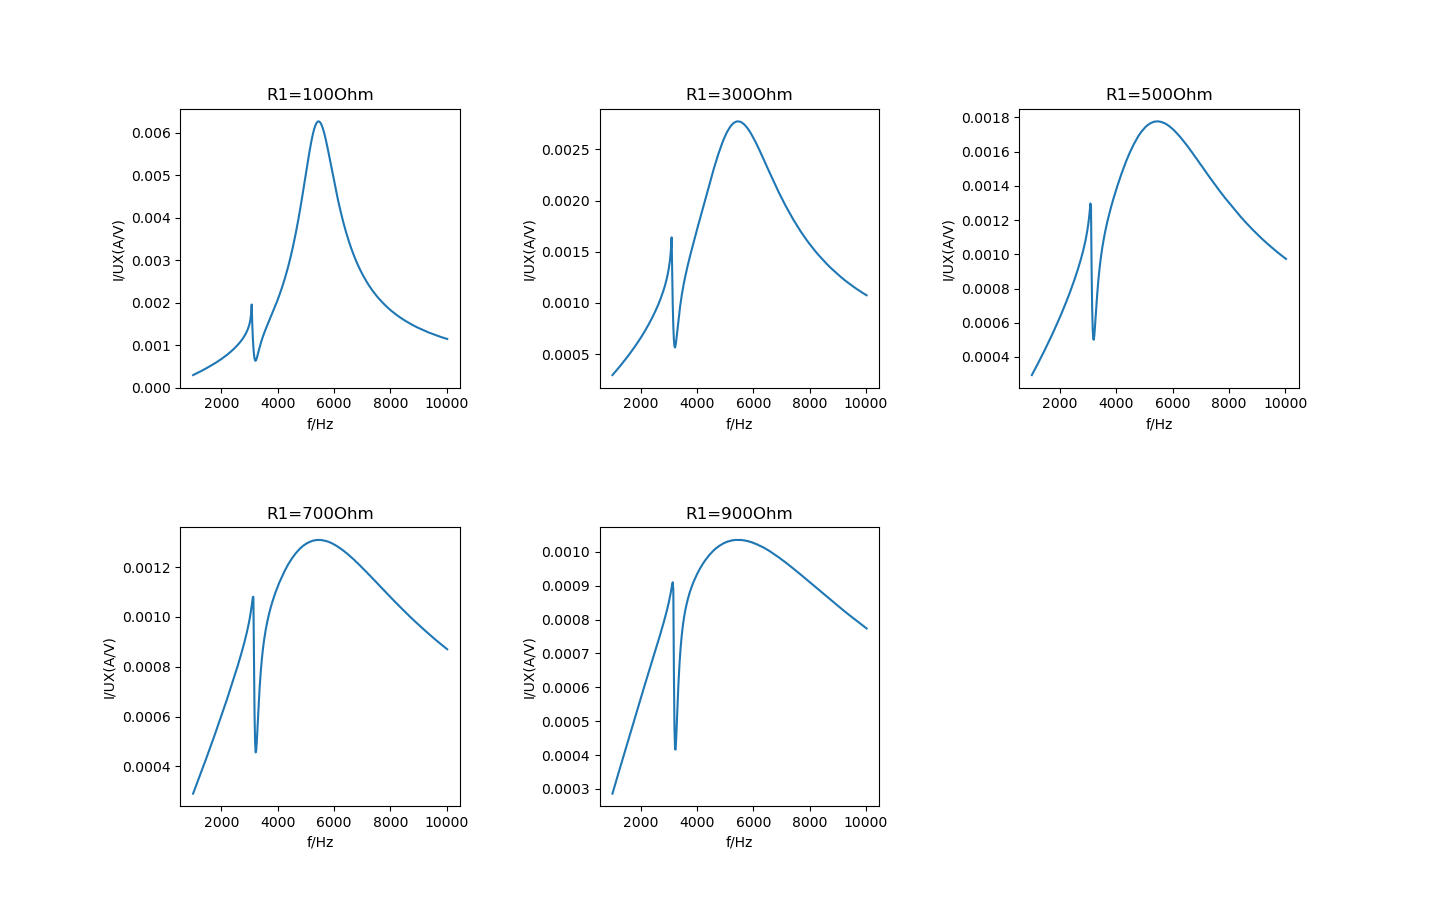 R1=100Ohm
I/UX(A/V)
0.006
0.005
0.004
0.003
0.002
0.001
0.000
2000 4000 6000 8000 10000
f/Hz
R1=300Ohm
I/UX(A/V)
0.0025
0.0020
0.0015
0.0010
0.0005
2000 4000 6000 8000 10000
f/Hz
R1=500Ohm
I/UX(A/V)
0.0018
0.0016
0.0014
0.0012
0.0010
0.0008
0.0006
0.0004
2000 4000 6000 8000 10000
f/Hz
R1=700Ohm
I/UX(A/V)
0.0012
0.0010
0.0008
0.0006
0.0004
2000 4000 6000 8000 10000
f/Hz
R1=900Ohm
I/UX(A/V)
0.0010
0.0009
0.0008
0.0007
0.0006
0.0005
0.0004
0.0003
2000 4000 6000 8000 10000
f/Hz